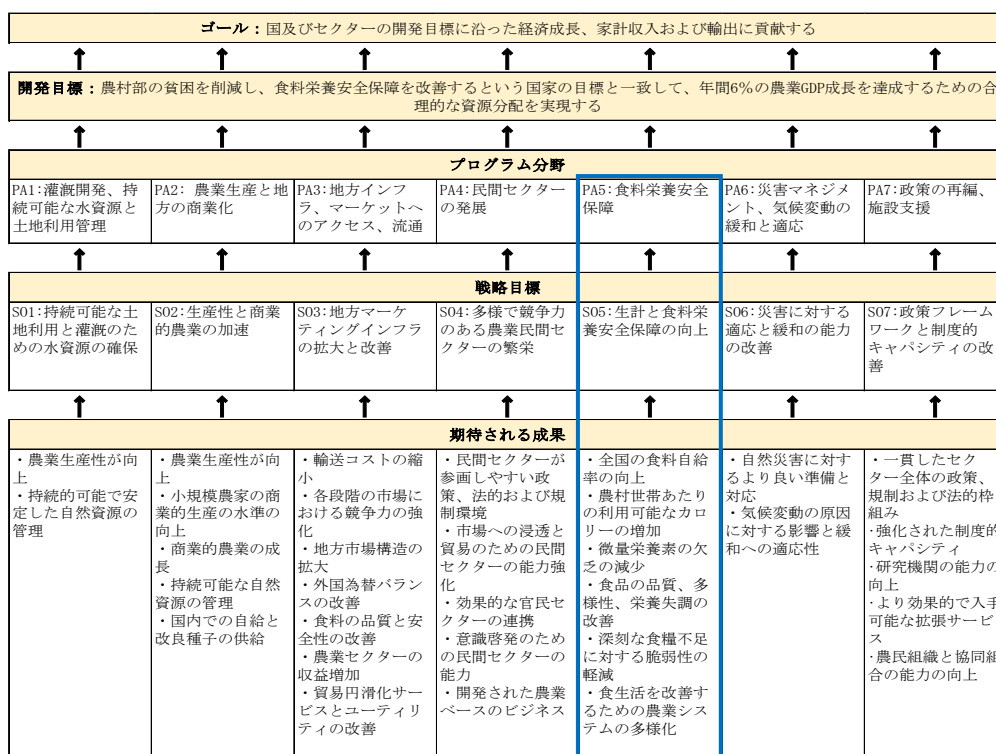 ゴール：国及びセクターの開発目標に沿った経済成長、家計収入および輸出に貢献する
開発目標：農村部の貧困を削減し、食料栄養安全保障を改善するという国家の目標と一致して、年間6%の農業GDP成長を達成するための合
理的な資源分配を実現する
プログラム分野
PA1:灌漑開発、持
続可能な水資源と
土地利用管理
PA2: 農業生産と地
方の商業化
PA3:地方インフ
ラ、マーケットへ
のアクセス、流通
PA4:民間セクター
の発展
PA5:食料栄養安全
保障
PA6:災害マネジメ
ント、気候変動の
緩和と適応
PA7:政策の再編、
施設支援
戦略目標
SO1:持続可能な土
地利用と灌漑のた
めの水資源の確保
SO2:生産性と商業
的農業の加速
SO3:地方マーケ
ティングインフラ
の拡大と改善
SO4:多様で競争力
のある農業民間セ
クターの繁栄
SO5:生計と食料栄
養安全保障の向上
SO6:災害に対する
適応と緩和の能力
の改善
SO7:政策フレーム
ワークと制度的
キャパシティの改
善
期待される成果
・農業生産性が向
上
・持続的可能で安
定した自然資源の
管理
・農業生産性が向
上
・小規模農家の商
業的生産の水準の
向上
・商業的農業の成
長
・持続可能な自然
資源の管理
・国内での自給と
改良種子の供給
・輸送コストの縮
小
・各段階の市場に
おける競争力の強
化
・地方市場構造の
拡大
・外国為替バラン
スの改善
・食料の品質と安
全性の改善
・農業セクターの
収益増加
・貿易円滑化サー
ビスとユーティリ
ティの改善
・民間セクターが
参画しやすい政
策、法的および規
制環境
・市場への浸透と
貿易のための民間
セクターの能力強
化
・効果的な官民セ
クターの連携
・意識啓発のため
の民間セクターの
能力
・開発された農業
ベースのビジネス
・全国の食料自給
率の向上
・農村世帯あたり
の利用可能なカロ
リーの増加
・微量栄養素の欠
乏の減少
・食品の品質、多
様性、栄養失調の
改善
・深刻な食糧不足
に対する脆弱性の
軽減
・食生活を改善す
るための農業シス
テムの多様化
・自然災害に対す
るより良い準備と
対応
・気候変動の原因
に対する影響と緩
和への適応性
・一貫したセク
ター全体の政策、
規制および法的枠
組み
・強化された制度的
キャパシティ
・研究機関の能力の
向上
・より効果的で入手
可能な拡張サービ
ス
・農民組織と協同組
合の能力の向上